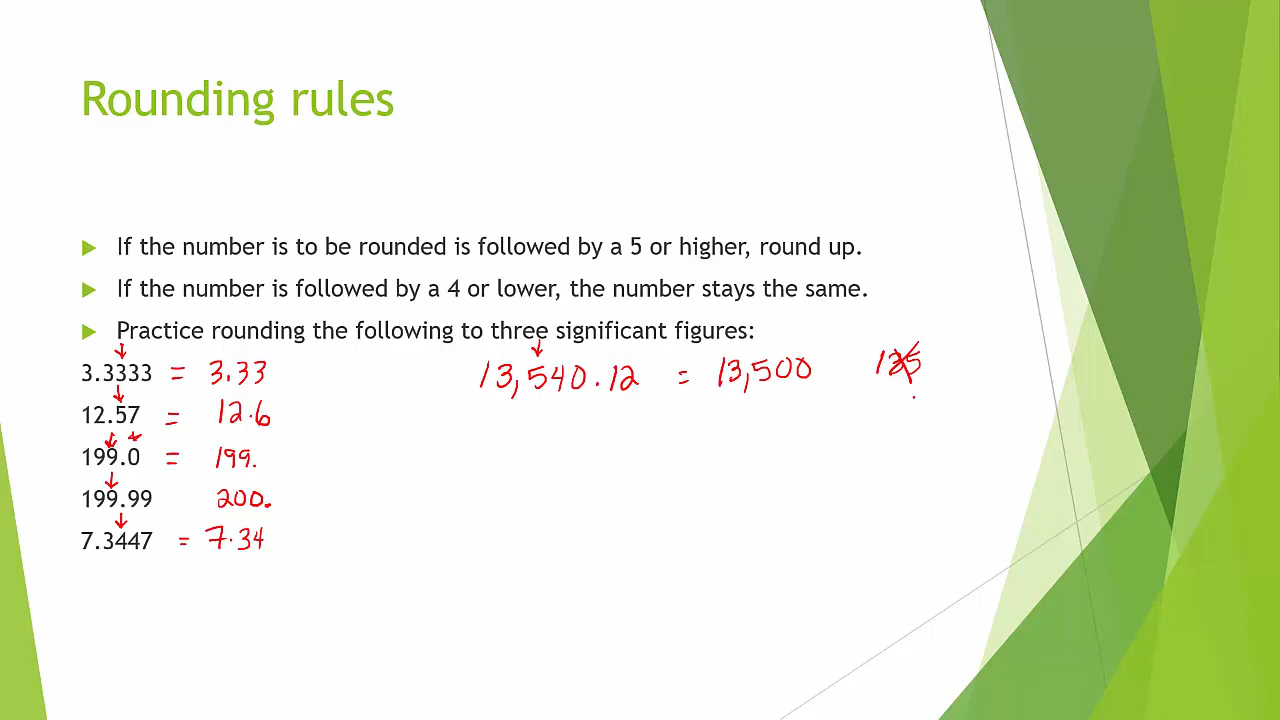 Rounding rules
If the number is to be rounded is followed by a 5 or higher, round up.
If the number is followed by a 4 or lower, the number stays the same.
Practice rounding the following to three significant figures:
3.3333 = 3.33 13,540.12 = 13,500 135
12.57 = 12.6
199.0 = 199.
199.99 200.
7.3447 = 7.34